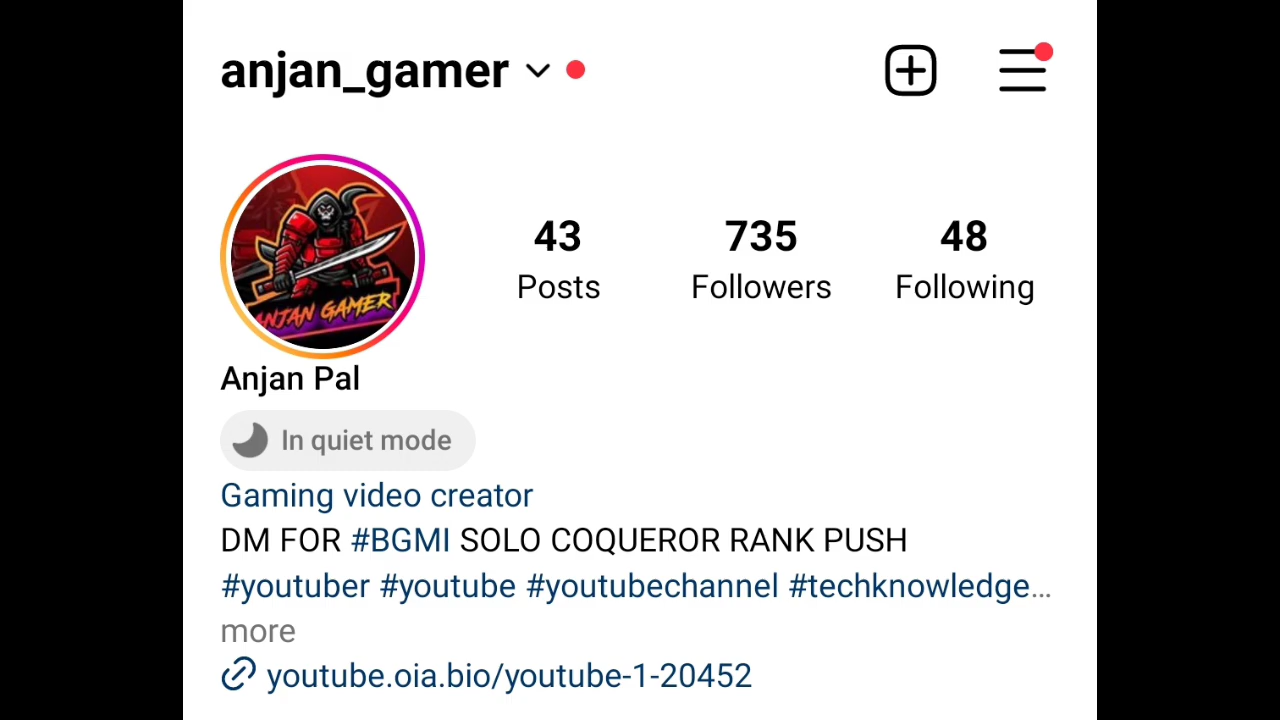 anjan_gamer
43 735 48
Posts Followers Following
ANJAN GAMER
Anjan Pal
In quiet mode
Gaming video creator
DM FOR #BGMI SOLO COQUEROR RANK PUSH
#youtuber #youtube #youtubechannel #techknowledge...
more
youtube.oia.bio/youtube-1-20452